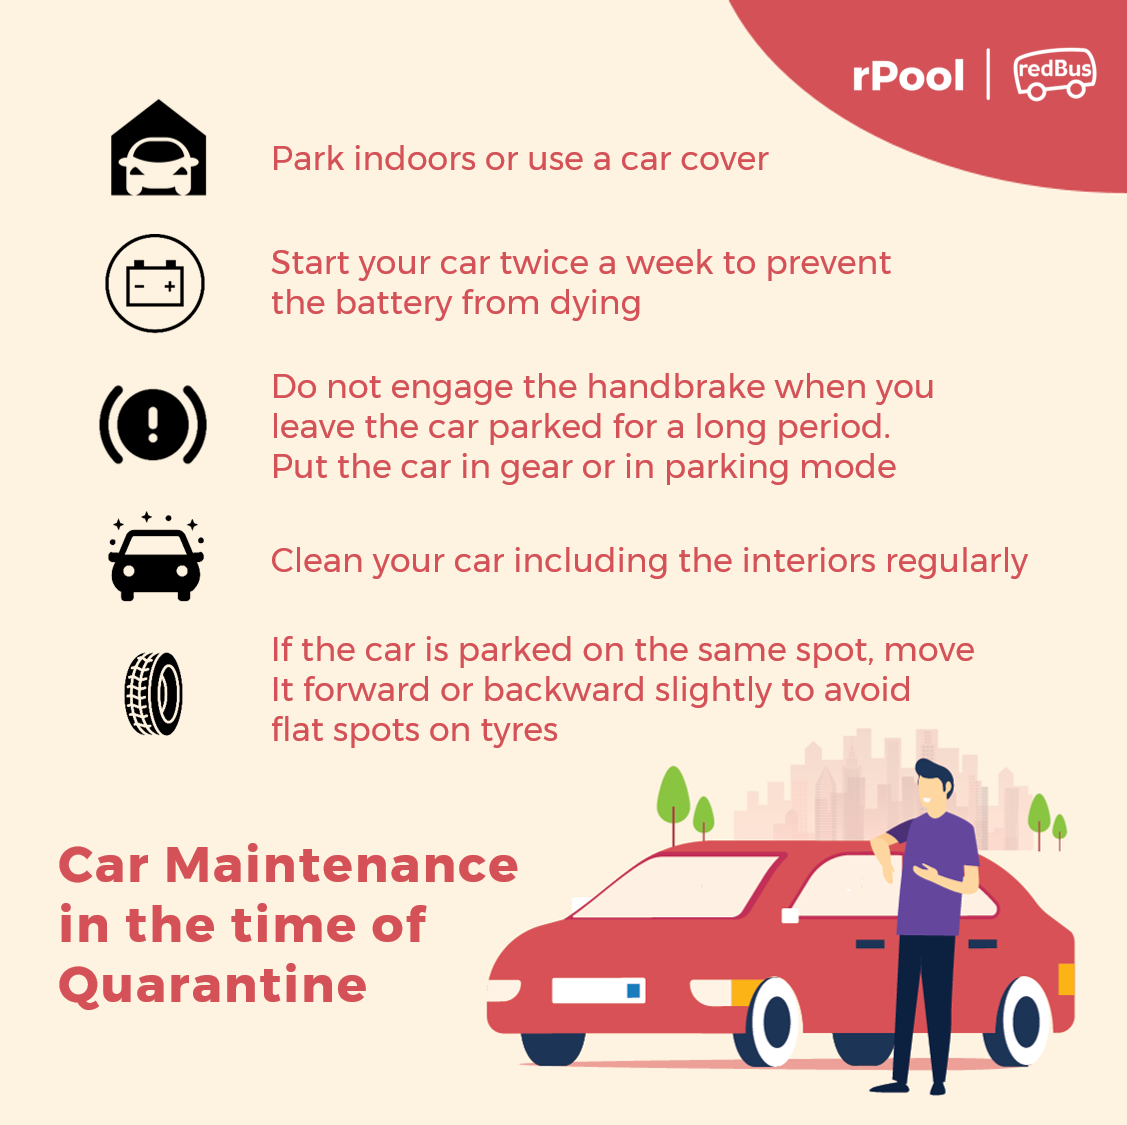 rPool
redBus
Park indoors or use a car cover
Start your car twice a week to prevent
the battery from dying
Do not engage the handbrake when you
leave the car parked for a long period.
Put the car in gear or in parking mode
Clean your car including the interiors regularly
If the car is parked on the same spot, move
It forward or backward slightly to avoid
flat spots on tyres
Car Maintenance
in the time of
Quarantine